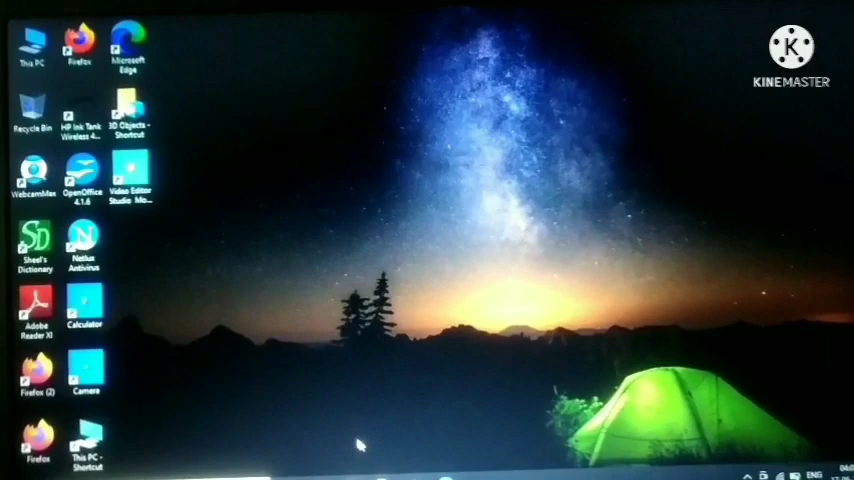 This PC
Firefox
Microsoft
Edge
K
KINEMASTER
Recycle Bin
HP Ink Tank
Wireless 4...
3D Objects -
Shortcut
WebcamMax
OpenOffice
4.1.6
Video Editor
Studio Mo...
SD
Sheel's
Dictionary
N
Netlux
Antivirus
Adobe
Reader XI
Calculator
Firefox (2)
Camera
Firefox
This PC -
Shortcut
ENG